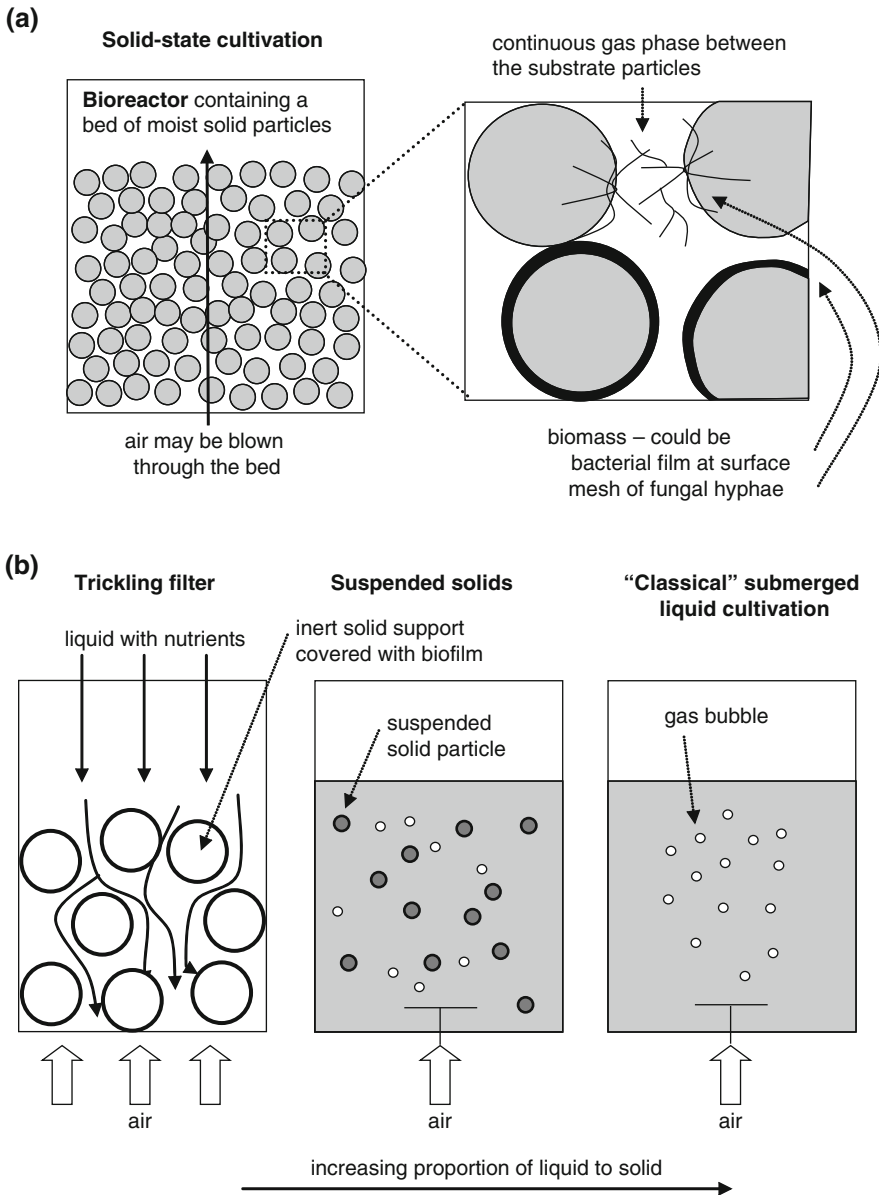 (a)
Solid-state cultivation
Bioreactor containing a
bed of moist solid particles
air may be blown
through the bed
continuous gas phase between
the substrate particles
biomass – could be
bacterial film at surface
mesh of fungal hyphae
(b)
Trickling filter
liquid with nutrients
inert solid support
covered with biofilm
air
Suspended solids
suspended
solid particle
air
“Classical” submerged
liquid cultivation
gas bubble
air
increasing proportion of liquid to solid